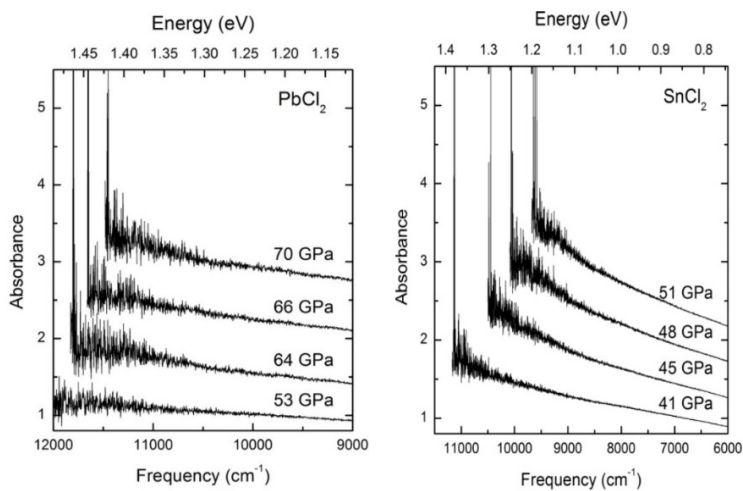 Energy (eV)
1.45 1.40 1.35 1.30 1.25 1.20 1.15
PbCl₂
5
4
3
2
1
Absorbance
70 GPa
66 GPa
64 GPa
53 GPa
12000 11000 10000 9000
Frequency (cm⁻¹)
Energy (eV)
1.4 1.3 1.2 1.1 1.0 0.9 0.8
SnCl₂
5
4
3
2
1
Absorbance
51 GPa
48 GPa
45 GPa
41 GPa
11000 10000 9000 8000 7000 6000
Frequency (cm⁻¹)